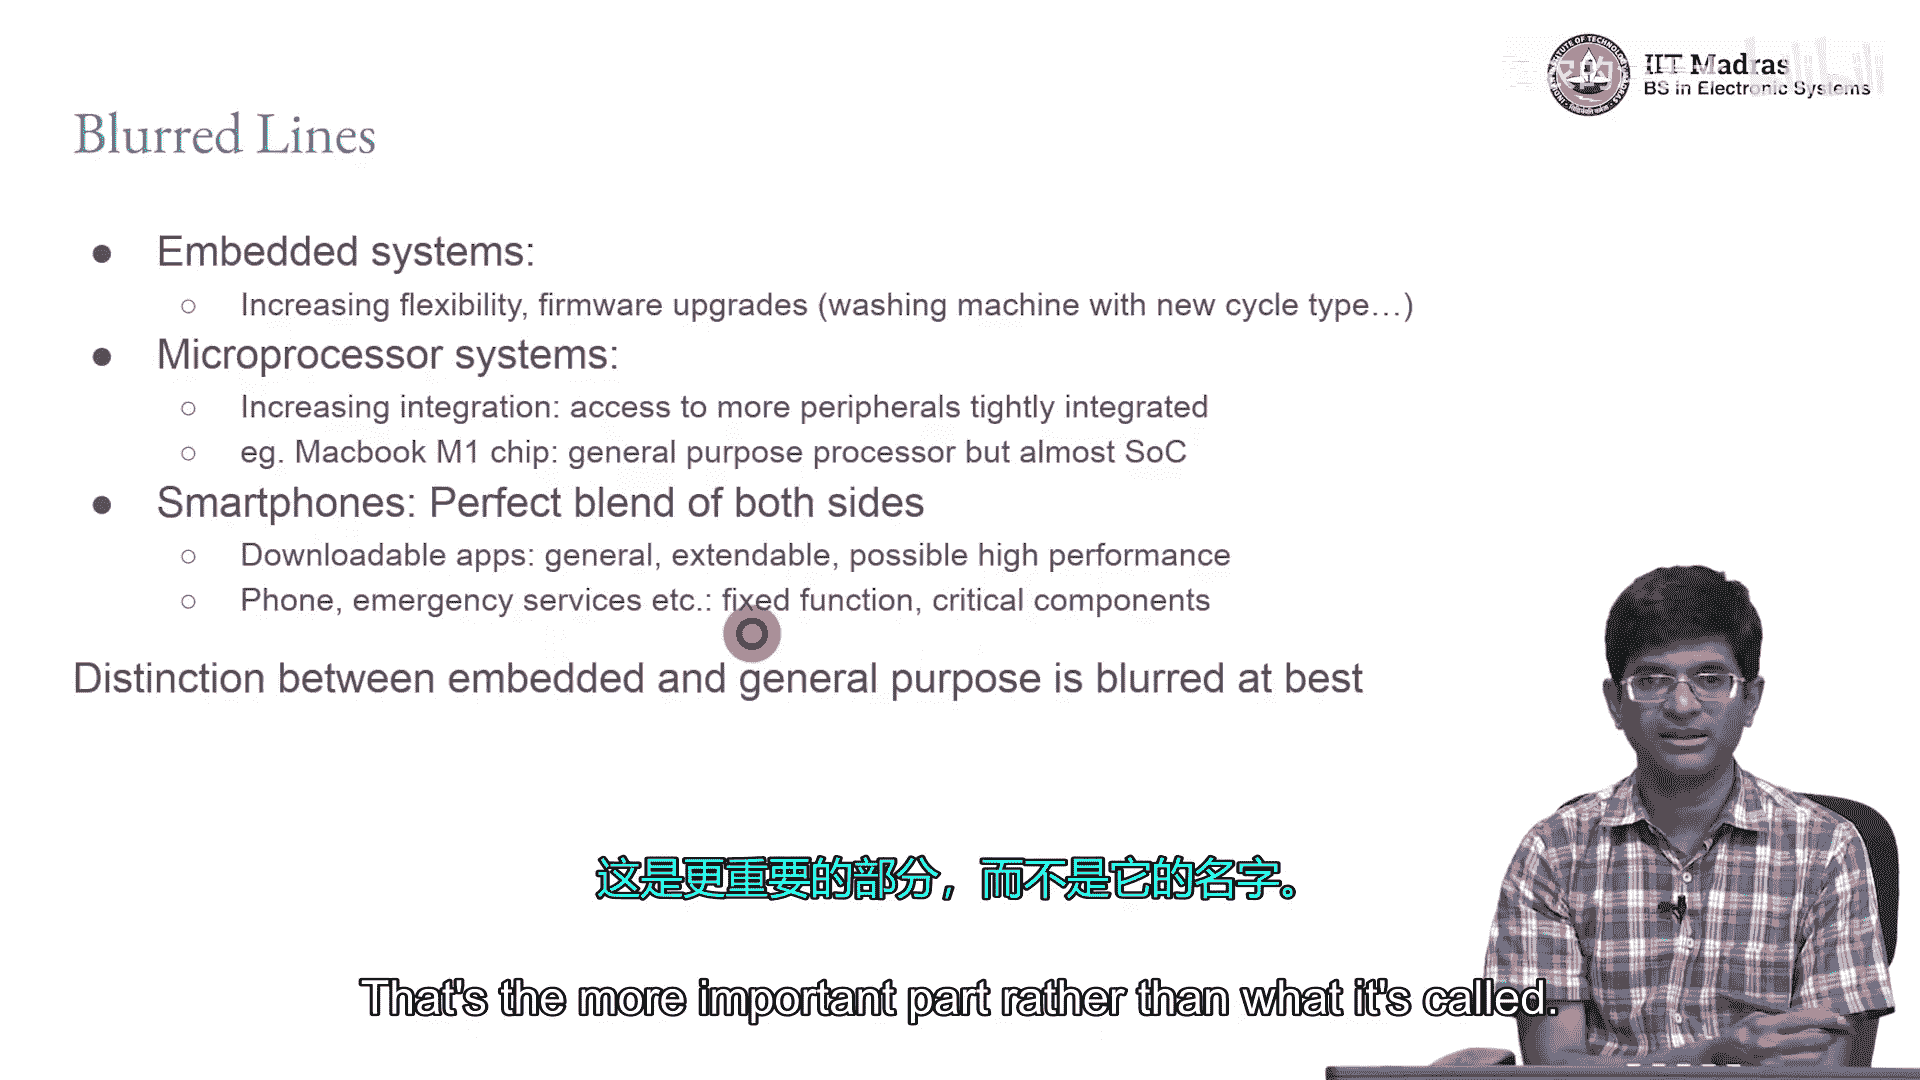 IIT Madras
BS in Electronic Systems
Blurred Lines
● Embedded systems:
○ Increasing flexibility, firmware upgrades (washing machine with new cycle type…)
● Microprocessor systems:
○ Increasing integration: access to more peripherals tightly integrated
○ eg. Macbook M1 chip: general purpose processor but almost SoC
● Smartphones: Perfect blend of both sides
○ Downloadable apps: general, extendable, possible high performance
○ Phone, emergency services etc.: fixed function, critical components
Distinction between embedded and general purpose is blurred at best
这是更重要的部分，而不是它的名字。
That's the more important part rather than what it's called.